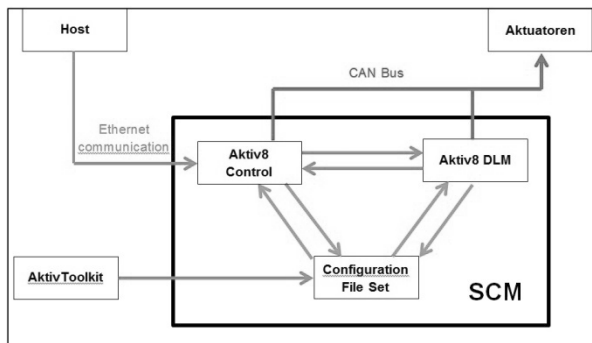 Host
Aktuatoren
CAN Bus
Ethernet
communication
Aktiv8
Control
Aktiv8 DLM
AktivToolkit
Configuration
File Set
SCM